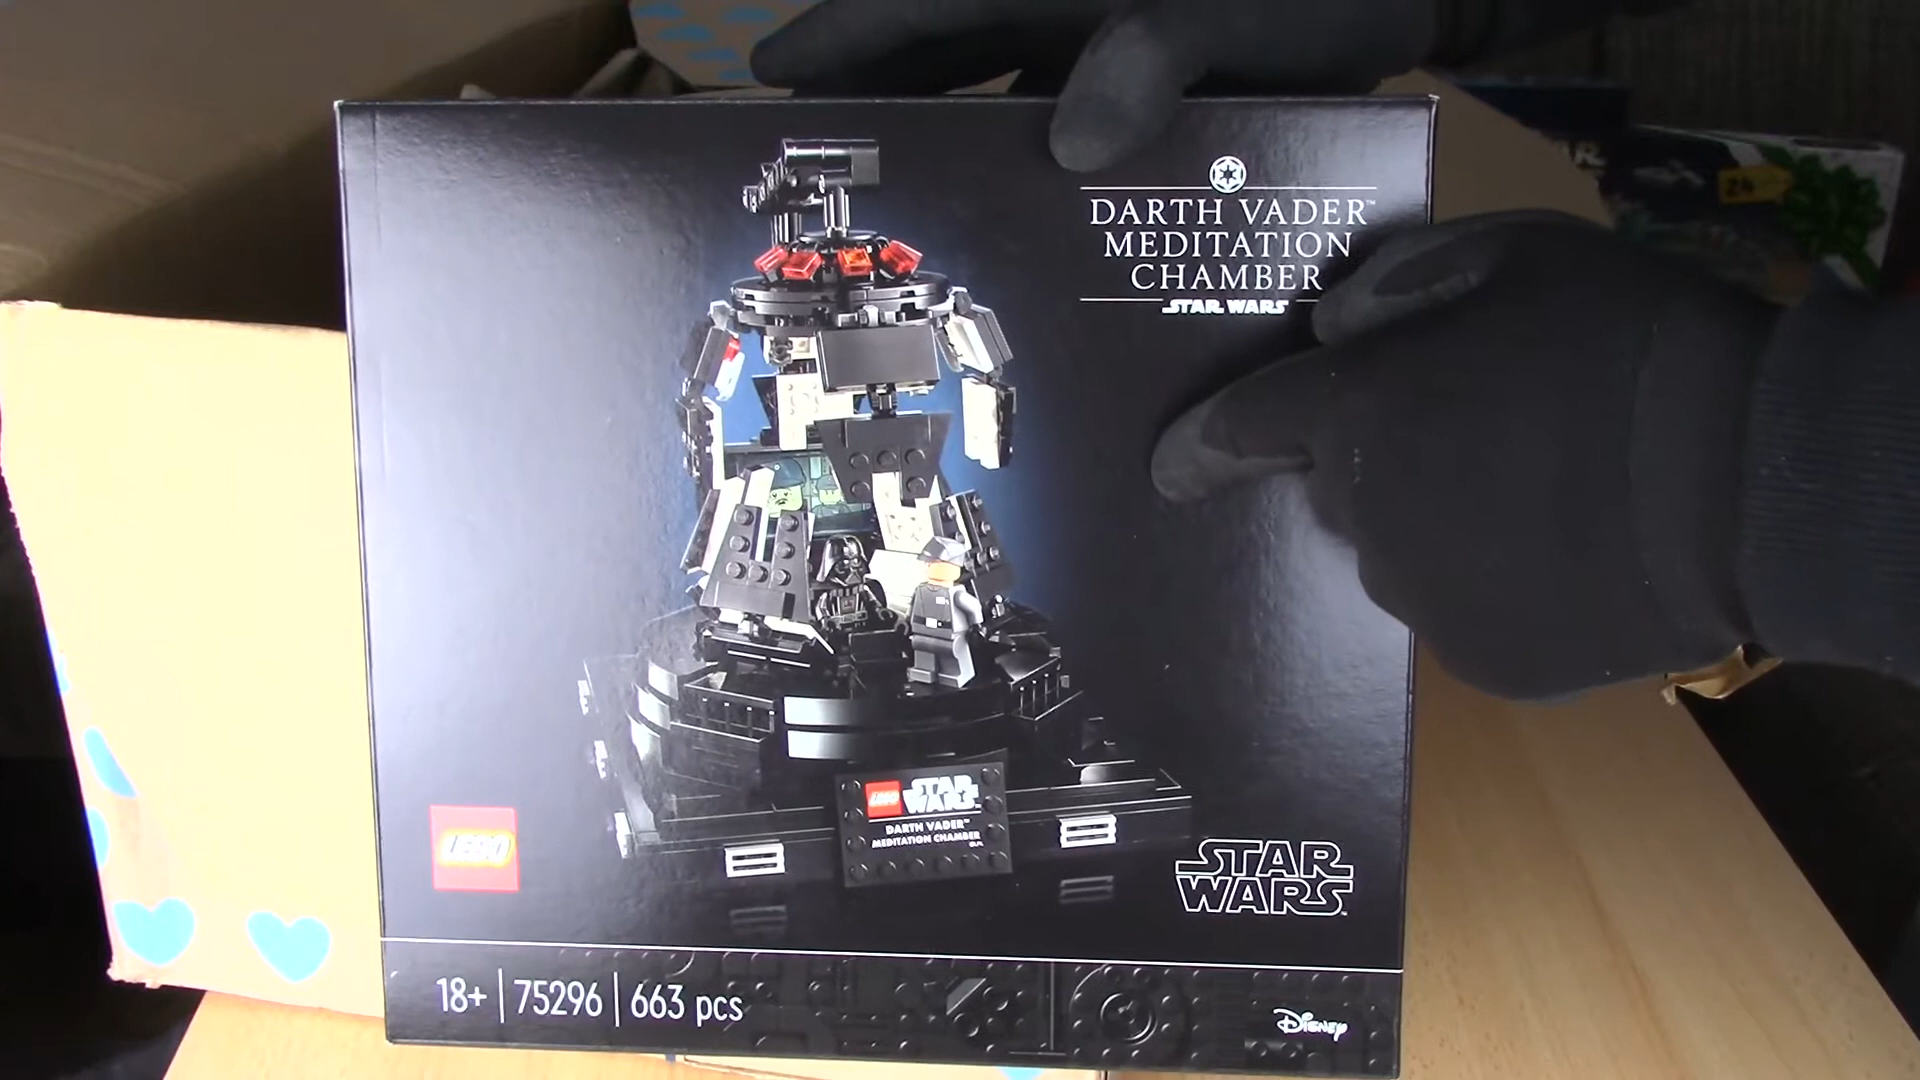 DARTH VADER™
MEDITATION
CHAMBER
STAR WARS
24
LEGO
STAR
WARS
DARTH VADER™
MEDITATION CHAMBER
LEGO
STAR
WARS
18+ | 75296 | 663 pcs
Disney